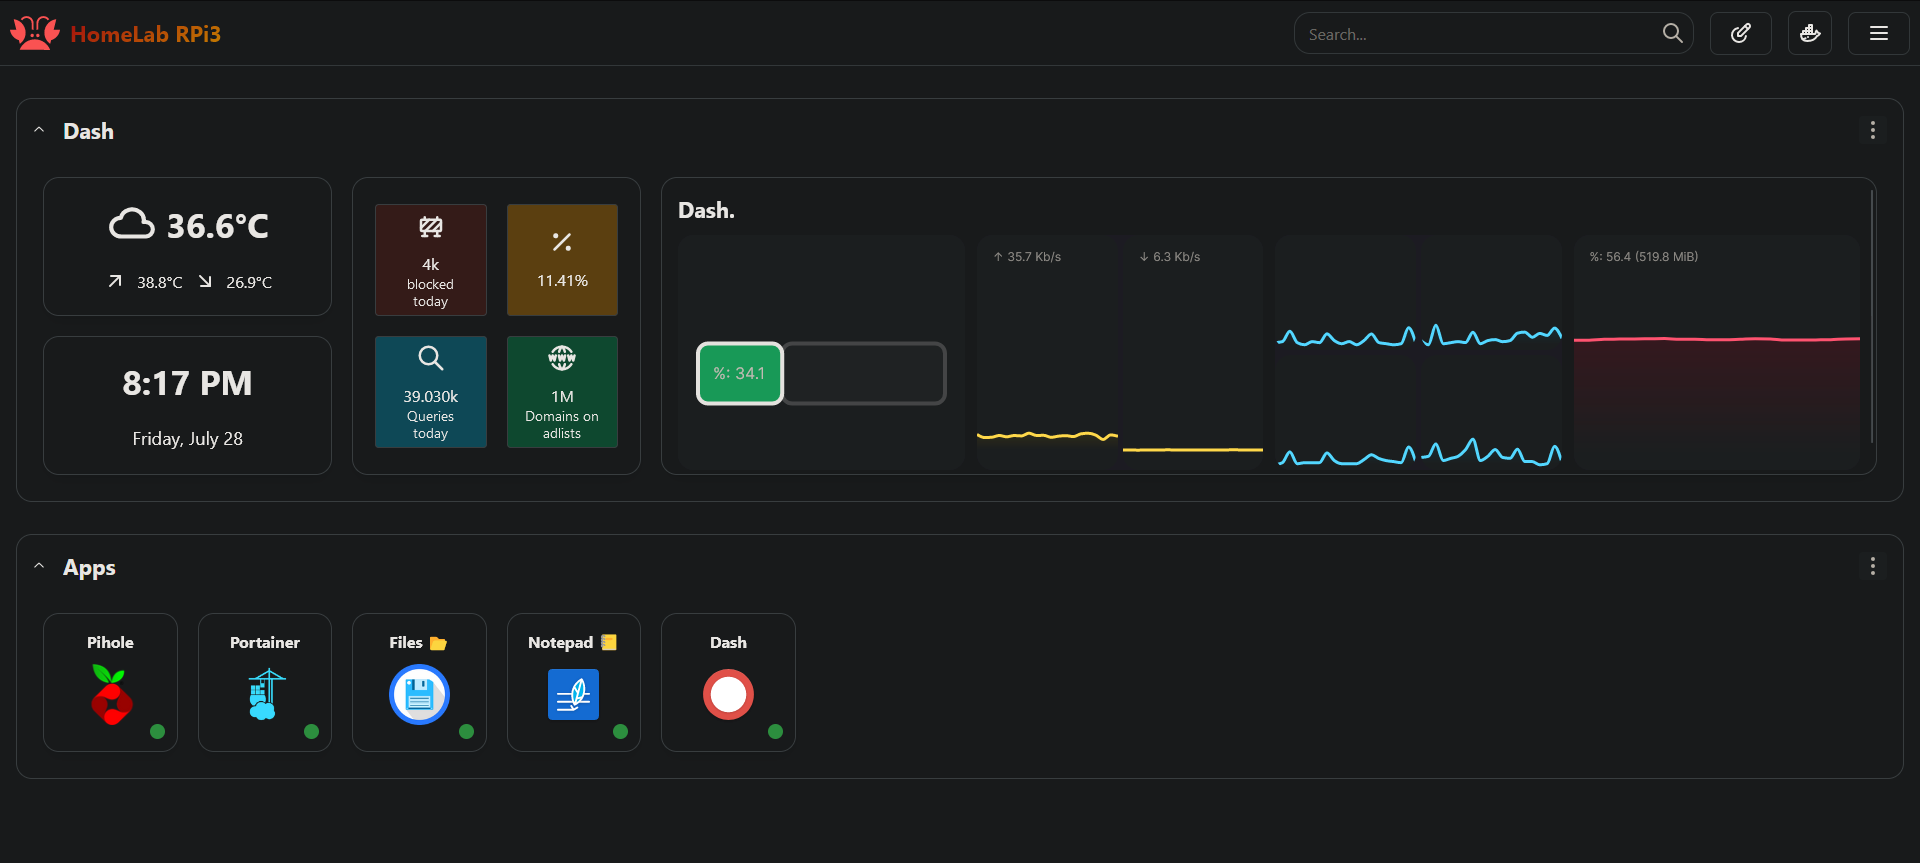 HomeLab RPi3
Search...
Dash
36.6°C
38.8°C 26.9°C
8:17 PM
Friday, July 28
4k
blocked
today
11.41%
39.030k
Queries
today
WWW
1M
Domains on
adlists
Dash.
%: 34.1
↑ 35.7 Kb/s
↓ 6.3 Kb/s
%: 56.4 (519.8 MiB)
Apps
Pihole
Portainer
Files 📂
Notepad 📒
Dash